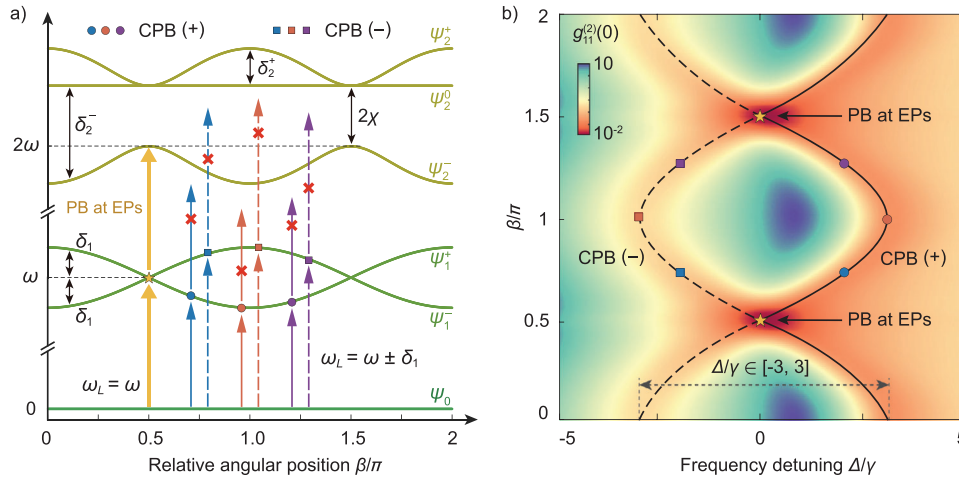 a)
CPB (+)
CPB (−)
ψ₂⁺
δ₂⁺
ψ₂⁰
δ₂⁻
2χ
2ω
ψ₂⁻
PB at EPs
δ₁
ψ₁⁺
ω
δ₁
ψ₁⁻
ω_L = ω
ω_L = ω ± δ₁
0
ψ₀
0 0.5 1.0 1.5 2
Relative angular position β/π
b)
2
g₁₁⁽²⁾(0)
10
10⁻²
1.5
PB at EPs
β/π
1
CPB (−)
CPB (+)
0.5
PB at EPs
Δ/γ ∈ [-3, 3]
0
-5 0 5
Frequency detuning Δ/γ